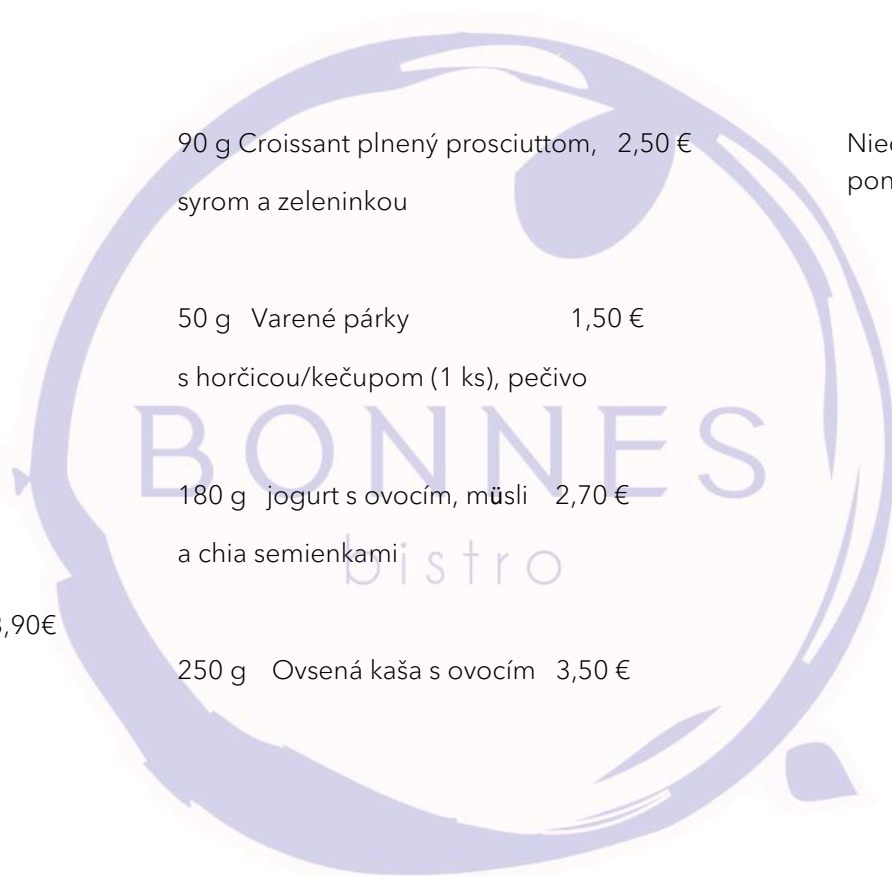 90 g Croissant plnený prosciuttom, 2,50 €
syrom a zeleninkou
50 g Varené párky 1,50 €
s horčicou/kečupom (1 ks), pečivo
BONNES
180 g jogurt s ovocím, müsli 2,70 €
a chia semienkami
bistro
,90€
250 g Ovsená kaša s ovocím 3,50 €